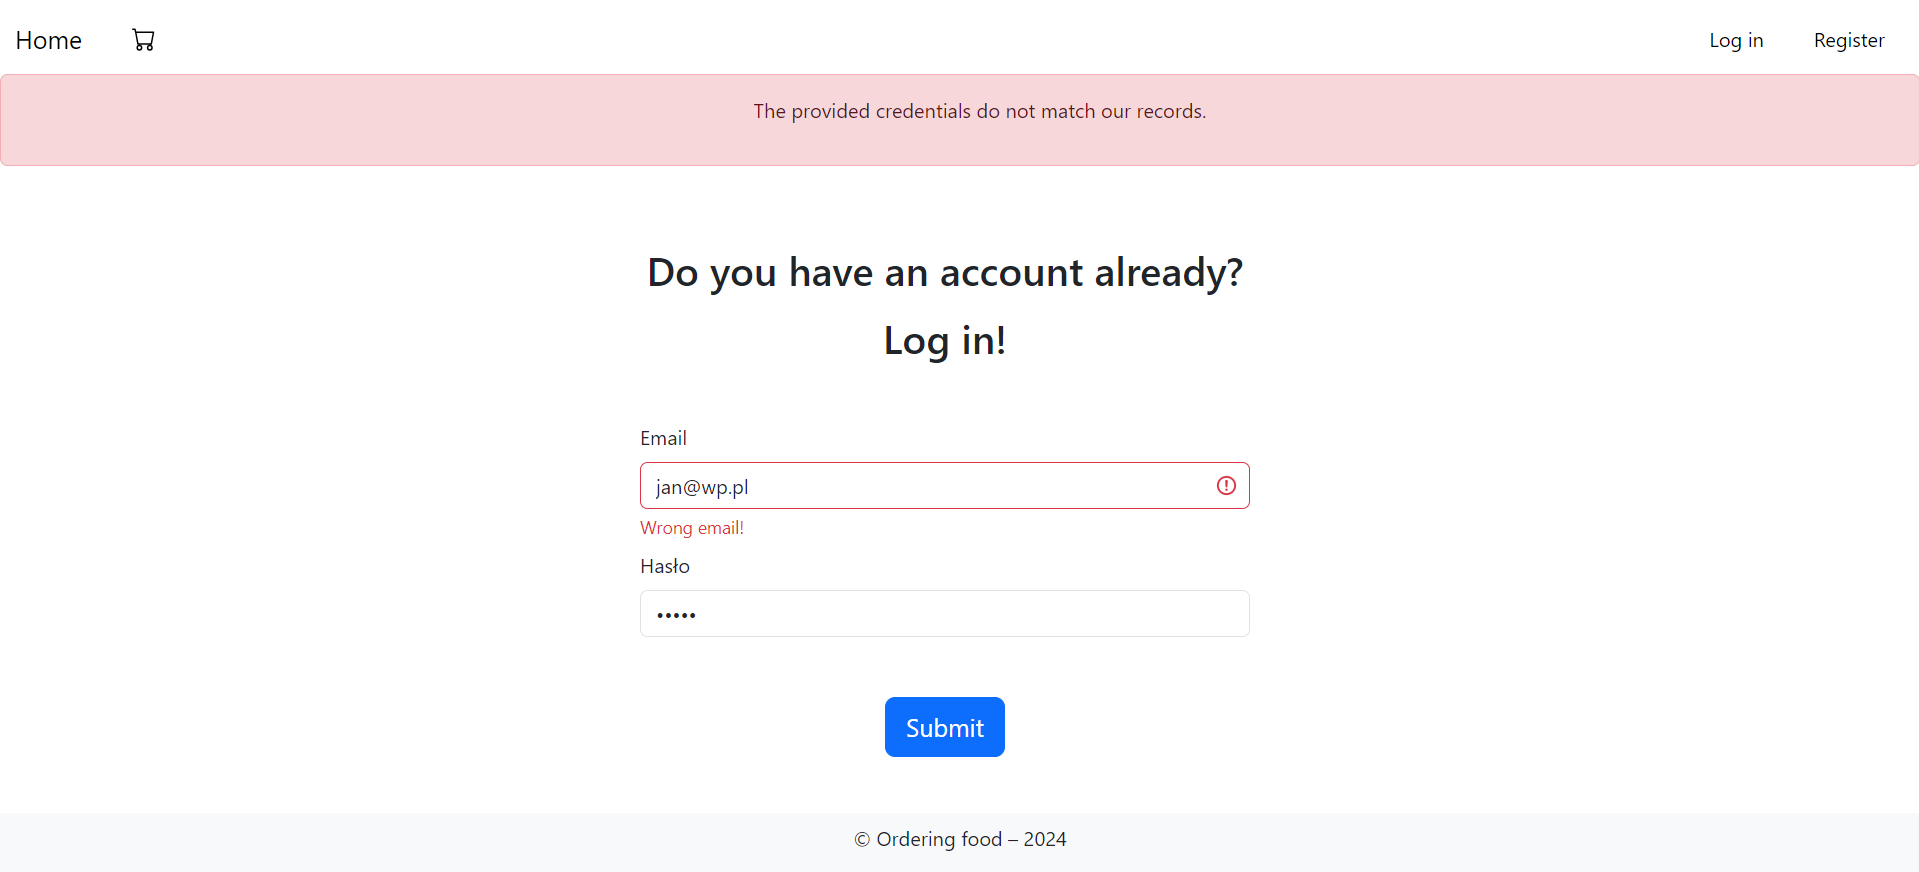 Home Log in Register
The provided credentials do not match our records.
Do you have an account already?
Log in!
Email
jan@wp.pl
Wrong email!
Hasło
•••••
Submit
© Ordering food – 2024